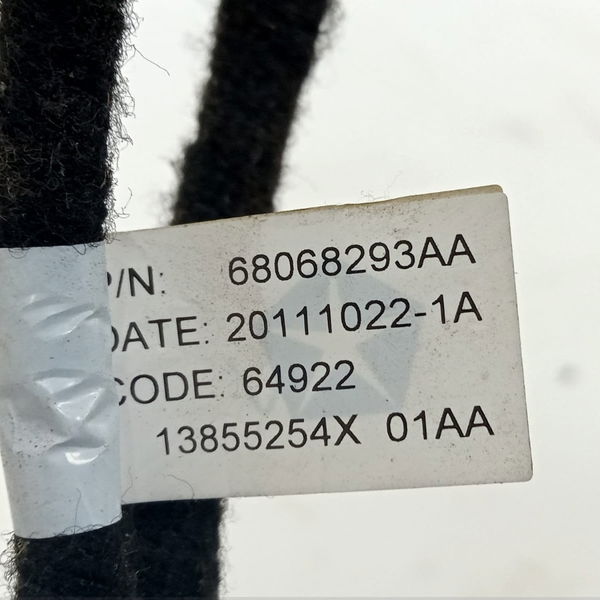 P/N: 68068293AA
DATE: 20111022-1A
CODE: 64922
13855254X 01AA